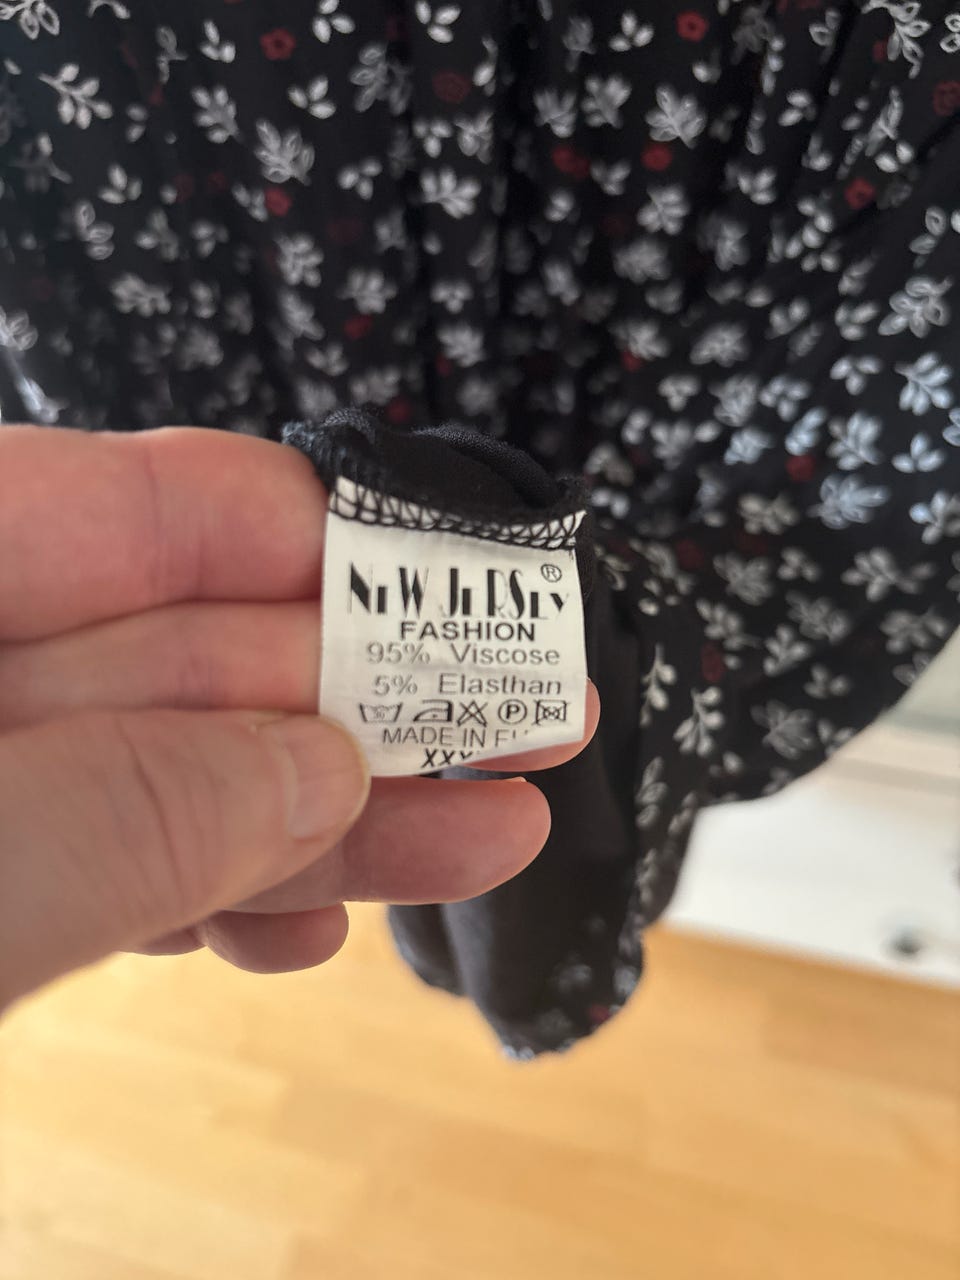 NEW JERSEY ®
FASHION
95% Viscose
5% Elasthan
MADE IN